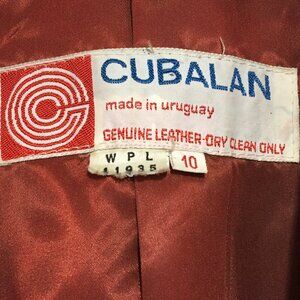 CUBALAN
made in uruguay
GENUINE LEATHER-DRY CLEAN ONLY
W P L
11935
10